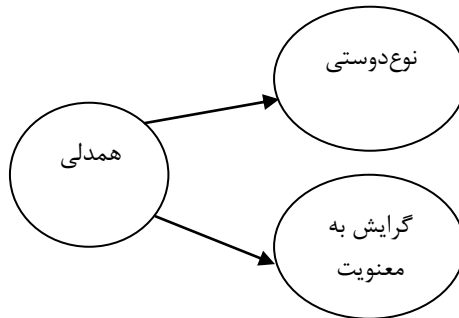 نوع‌دوستی
همدلی
گرایش به
معنویت